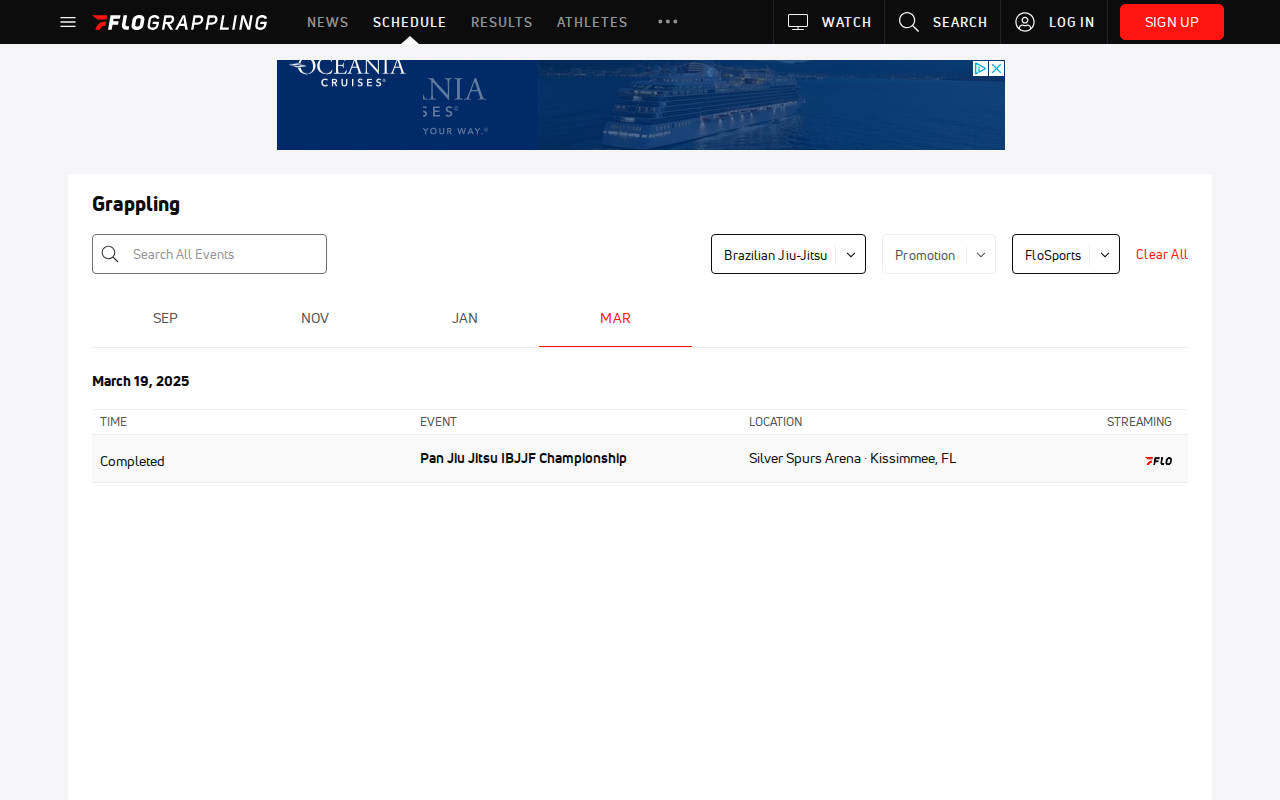 FLOGRAPPLING NEWS SCHEDULE RESULTS ATHLETES ••• WATCH SEARCH LOG IN SIGN UP
OCEANIA
CRUISES®
ANIA
SES®
YOUR WAY.®
Grappling
Search All Events Brazilian Jiu-Jitsu Promotion FloSports Clear All
SEP NOV JAN MAR
March 19, 2025
TIME EVENT LOCATION STREAMING
Completed Pan Jiu Jitsu IBJJF Championship Silver Spurs Arena · Kissimmee, FL FLO